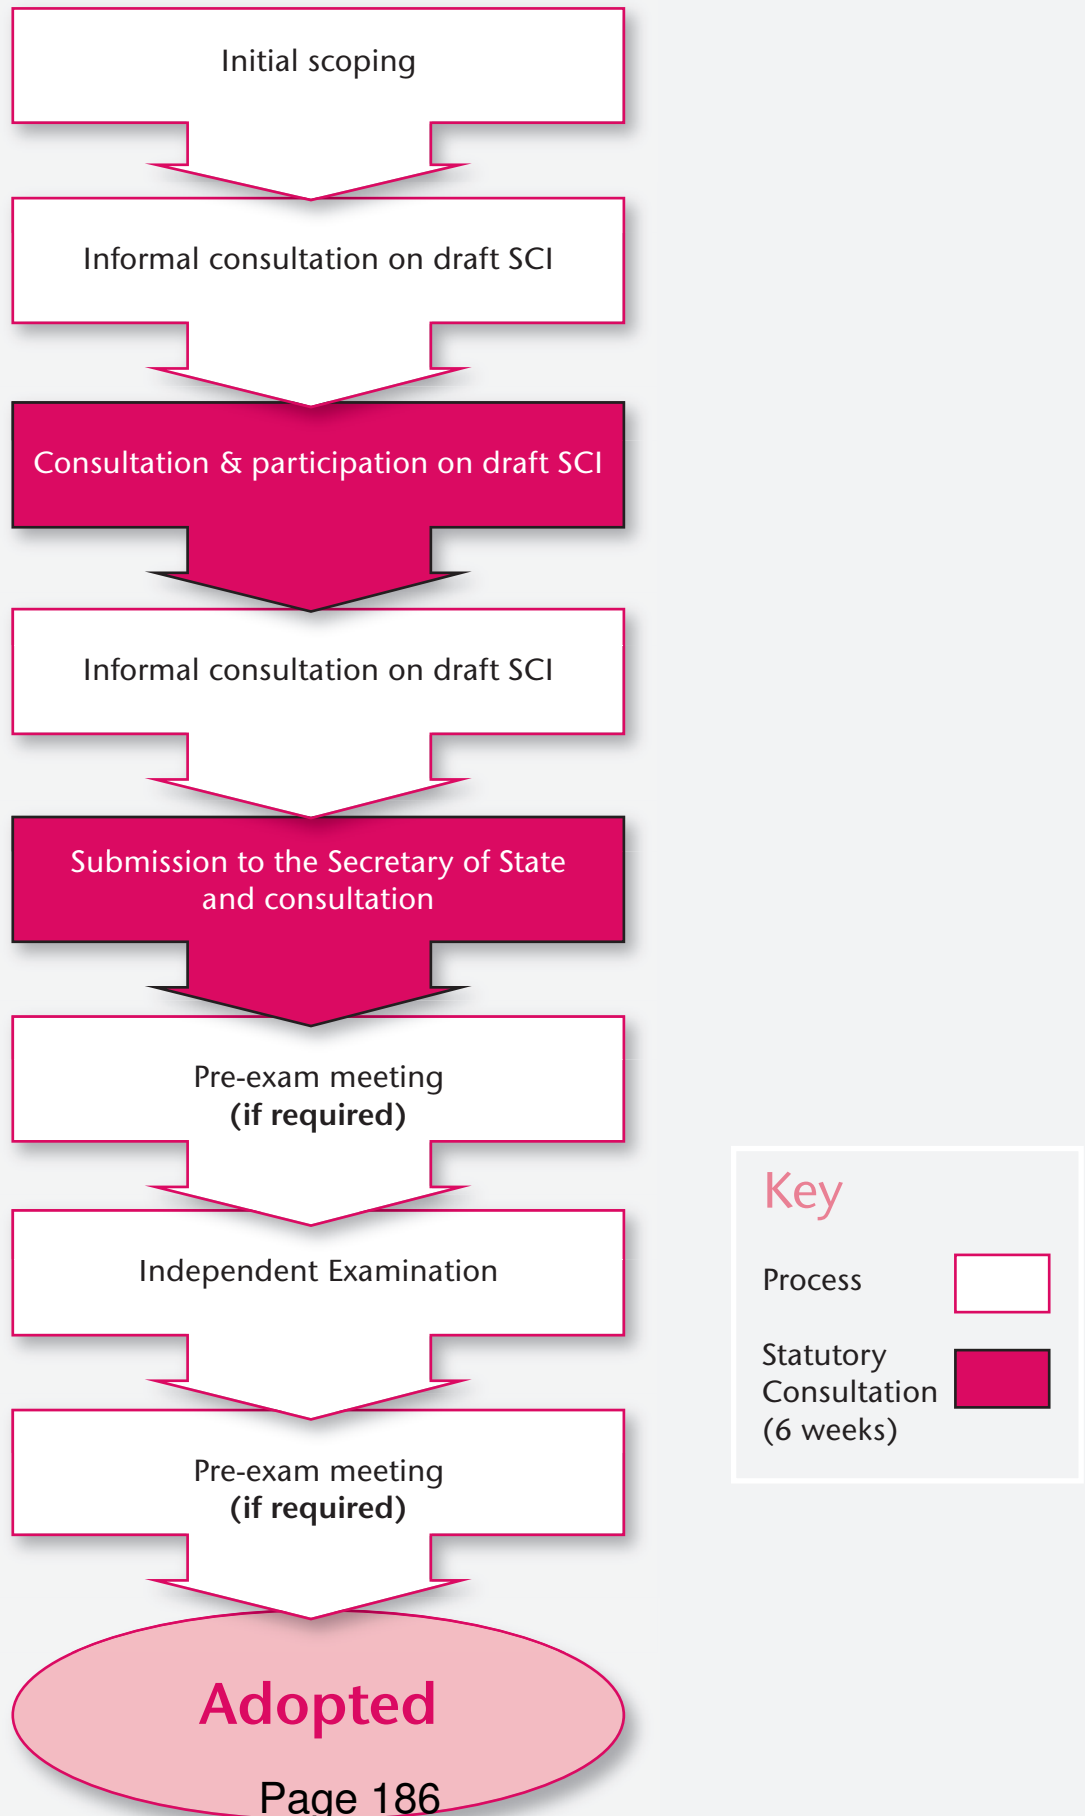 Initial scoping
Informal consultation on draft SCI
Consultation & participation on draft SCI
Informal consultation on draft SCI
Submission to the Secretary of State
and consultation
Pre-exam meeting
(if required)
Independent Examination
Pre-exam meeting
(if required)
Adopted
Page 186
Key
Process
Statutory
Consultation
(6 weeks)